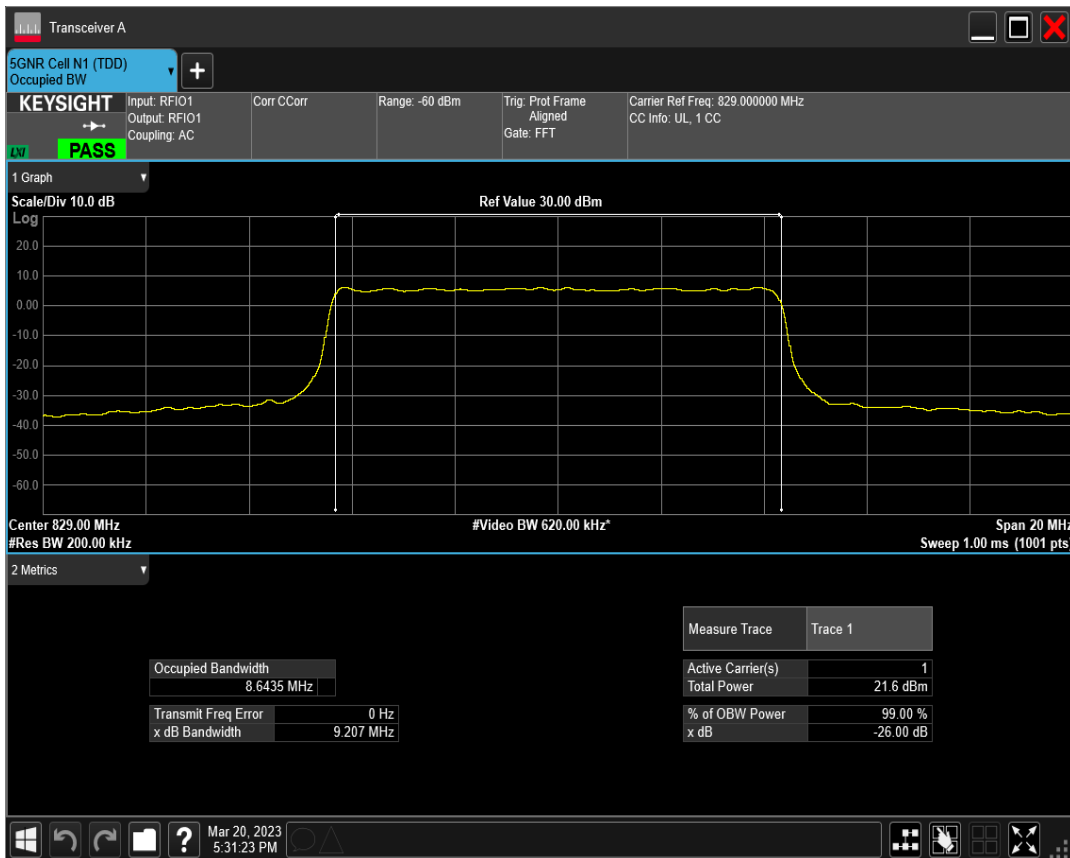 Transceiver A
5GNR Cell N1 (TDD)
Occupied BW
+
KEYSIGHT
LXI
PASS
Input: RFIO1
Output: RFIO1
Coupling: AC
Corr CCorr
Range: -60 dBm
Trig: Prot Frame
Aligned
Gate: FFT
Carrier Ref Freq: 829.000000 MHz
CC Info: UL, 1 CC
1 Graph
Scale/Div 10.0 dB
Ref Value 30.00 dBm
Log
20.0
10.0
0.00
-10.0
-20.0
-30.0
-40.0
-50.0
-60.0
Center 829.00 MHz
#Video BW 620.00 kHz*
Span 20 MHz
#Res BW 200.00 kHz
Sweep 1.00 ms (1001 pts)
2 Metrics
Measure Trace Trace 1
Occupied Bandwidth
8.6435 MHz
Active Carrier(s) 1
Total Power 21.6 dBm
Transmit Freq Error 0 Hz
x dB Bandwidth 9.207 MHz
% of OBW Power 99.00 %
x dB -26.00 dB
?
Mar 20, 2023
5:31:23 PM